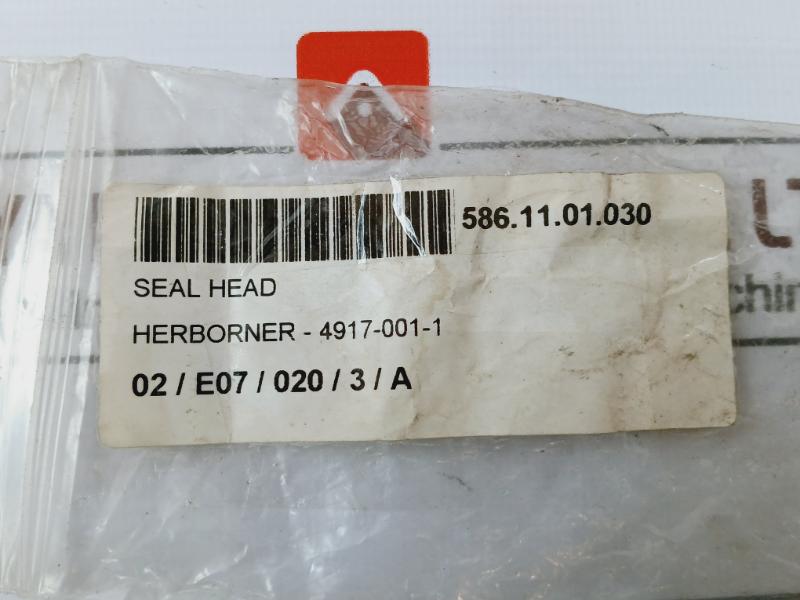 586.11.01.030
SEAL HEAD
HERBORNER - 4917-001-1
02 / E07 / 020 / 3 / A